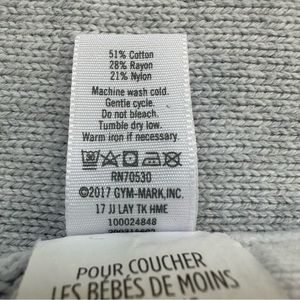 51% Cotton
28% Rayon
21% Nylon
Machine wash cold.
Gentle cycle.
Do not bleach.
Tumble dry low.
Warm iron if necessary.
RN70530
©2017 GYM-MARK,INC.
17 JJ LAY TK HME
100024848
POUR COUCHER
LES BÉBÉS DE MOINS